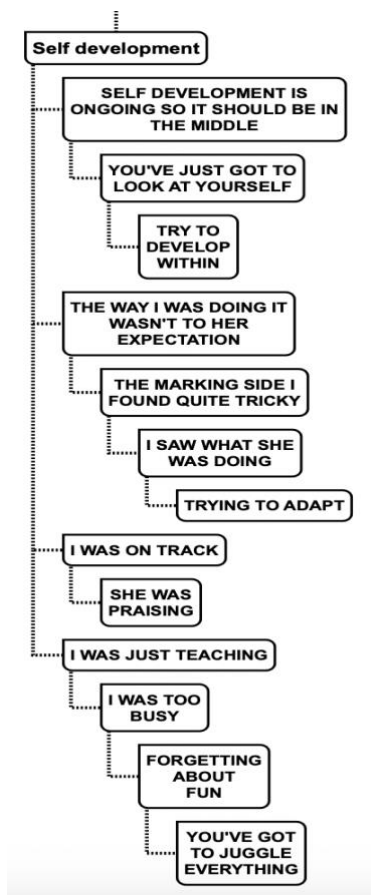 Self development
SELF DEVELOPMENT IS
ONGOING SO IT SHOULD BE IN
THE MIDDLE
YOU'VE JUST GOT TO
LOOK AT YOURSELF
TRY TO
DEVELOP
WITHIN
THE WAY I WAS DOING IT
WASN'T TO HER
EXPECTATION
THE MARKING SIDE I
FOUND QUITE TRICKY
I SAW WHAT SHE
WAS DOING
TRYING TO ADAPT
I WAS ON TRACK
SHE WAS
PRAISING
I WAS JUST TEACHING
I WAS TOO
BUSY
FORGETTING
ABOUT
FUN
YOU'VE GOT
TO JUGGLE
EVERYTHING